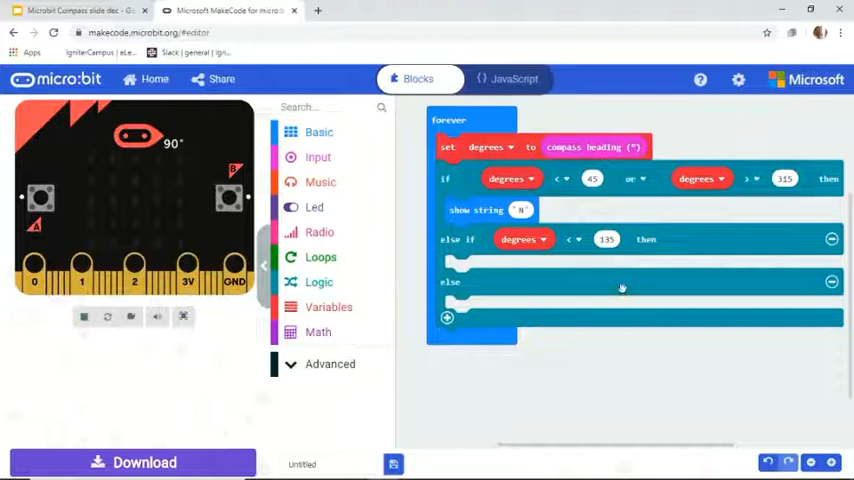 Microbit Compass slide dec - Go
Microsoft MakeCode for micro:b
makecode.microbit.org/#editor
Apps IgniterCampus | eLe... Slack | general | Ign...
micro:bit Home Share Blocks JavaScript Microsoft
90°
B
A
0 1 2 3V GND
Search...
Basic
Input
Music
Led
Radio
Loops
Logic
Variables
Math
Advanced
forever
set degrees to compass heading (°)
if degrees < 45 or degrees > 315 then
show string "N"
else if degrees < 135 then
else
Download
Untitled